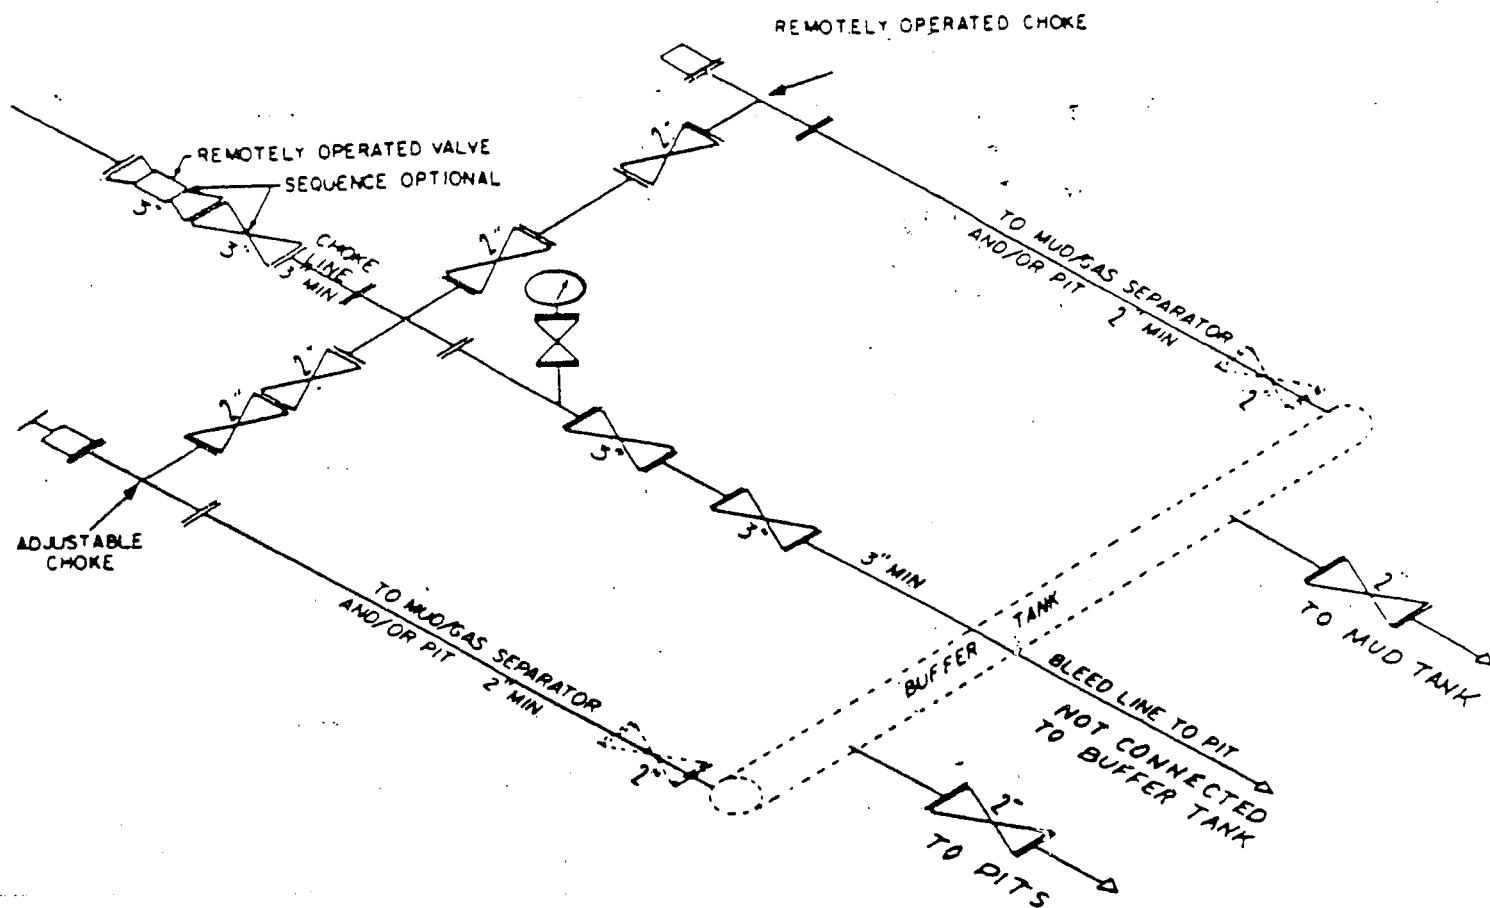 REMOTELY OPERATED CHOKE
REMOTELY OPERATED VALVE
SEQUENCE OPTIONAL
3"
3"
CHOKE
LINE
3 MIN
2"
2"
2"
2"
TO MUD/GAS SEPARATOR
AND/OR PIT
2" MIN
2"
ADJUSTABLE
CHOKE
3"
3"
3" MIN
TO MUD/GAS SEPARATOR
AND/OR PIT
2" MIN
2"
BUFFER TANK
2"
TO MUD TANK
BLEED LINE TO PIT
NOT CONNECTED
TO BUFFER TANK
2"
TO PITS